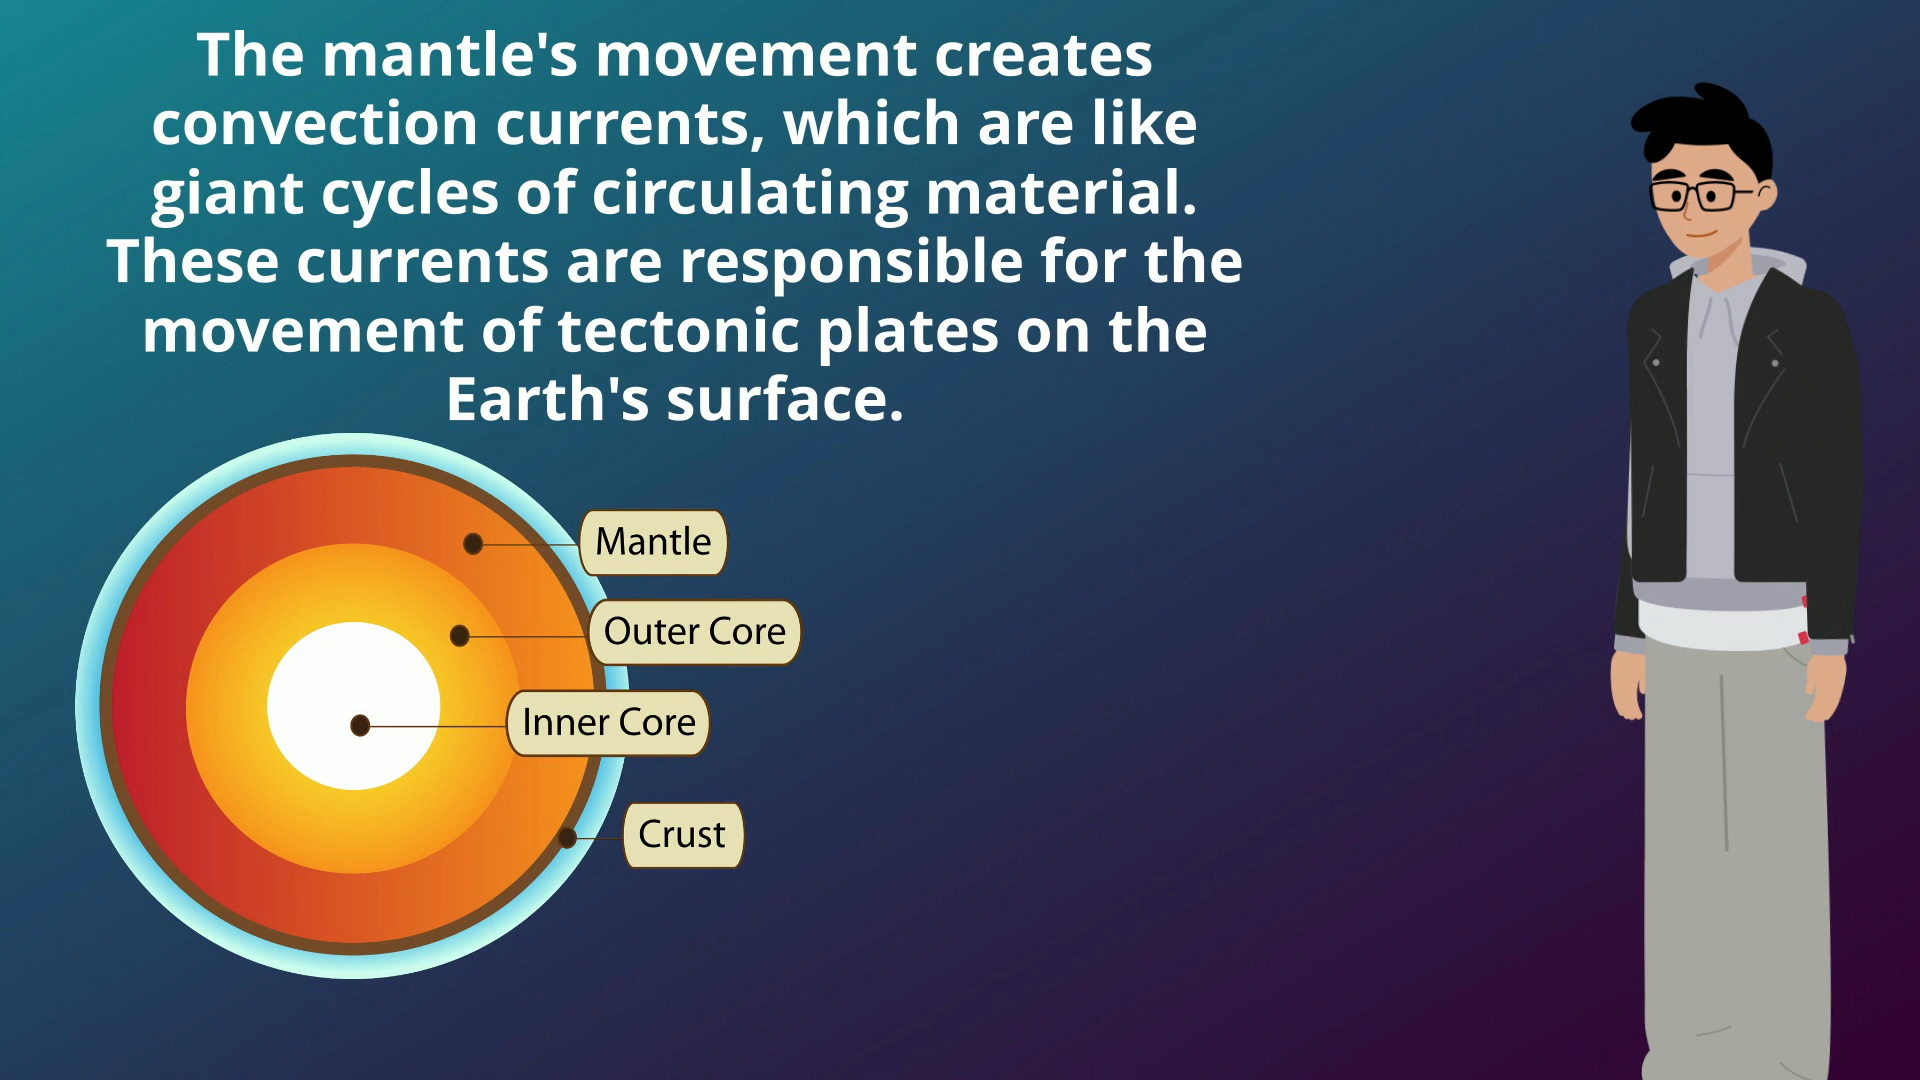 The mantle's movement creates
convection currents, which are like
giant cycles of circulating material.
These currents are responsible for the
movement of tectonic plates on the
Earth's surface.
Mantle
Outer Core
Inner Core
Crust